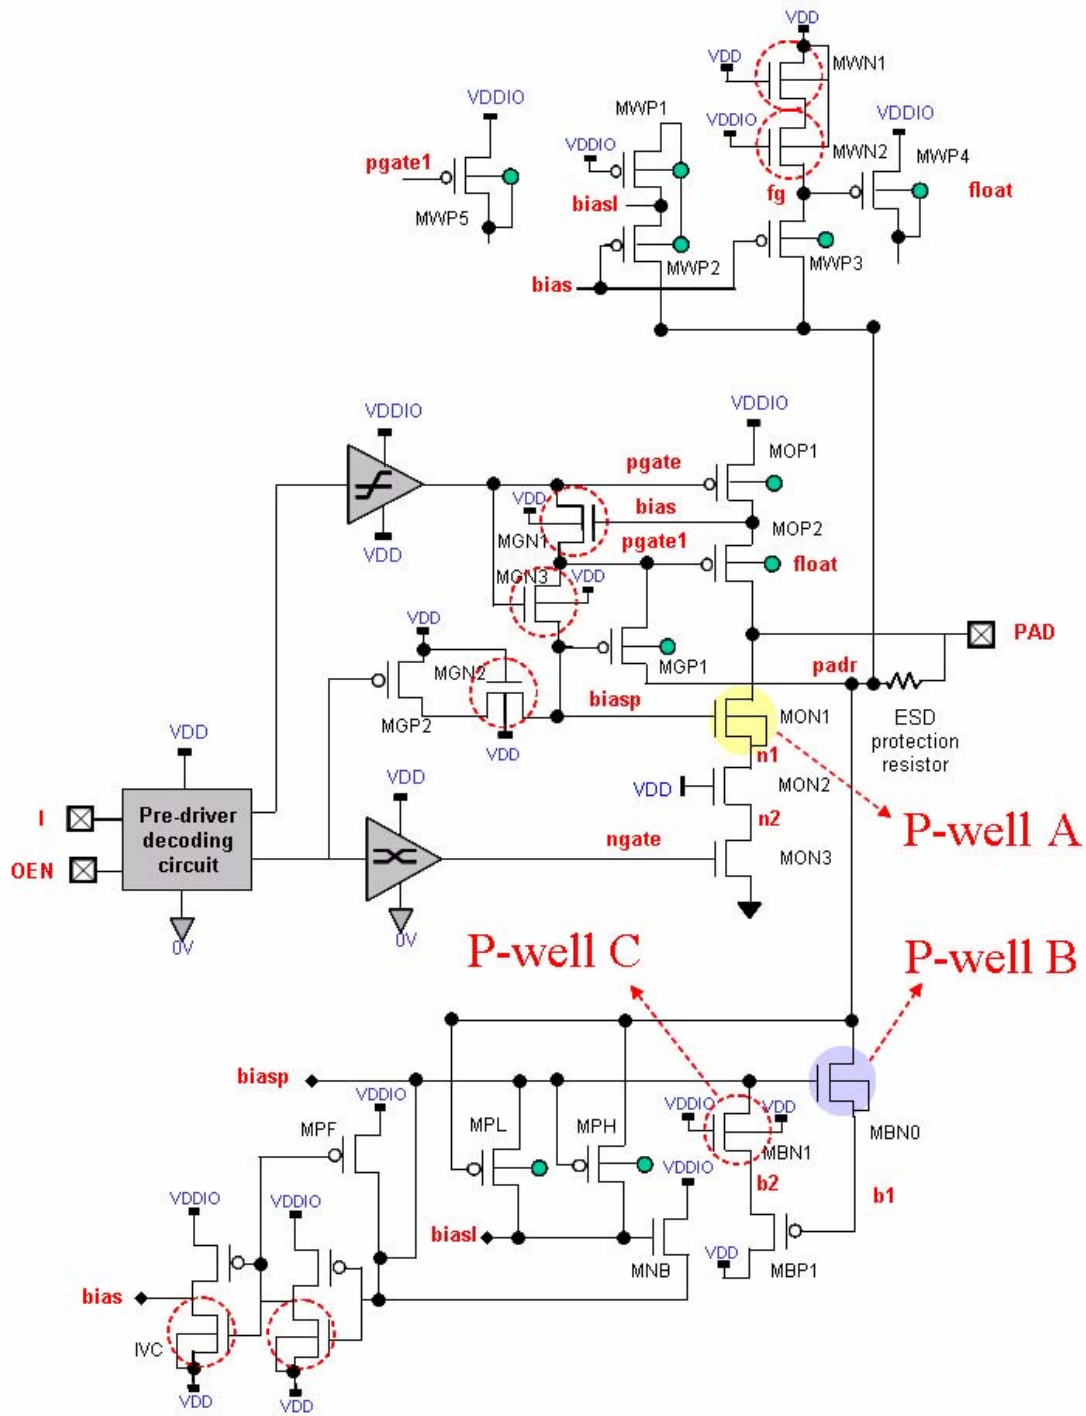 VDD
VDD
MWN1
VDDIO
MWP1
VDDIO
VDDIO
VDDIO
MWN2
MWP4
pgate1
fg
float
MWP5
biasl
MWP2
MWP3
bias
VDDIO
VDDIO
MOP1
pgate
VDD
bias
MOP2
VDD
MGN1
pgate1
MGN3
VDD
float
VDD
PAD
MGN2
MGP1
padr
biasp
MGP2
MON1
ESD
protection
resistor
VDD
VDD
n1
VDD
VDD
MON2
I
Pre-driver
decoding
circuit
n2
P-well A
ngate
MON3
OEN
0V
0V
P-well C
P-well B
biasp
VDDIO
VDDIO
VDD
MPF
MPL
MPH
MBN0
MBN1
VDDIO
b2
b1
VDDIO
VDDIO
biasl
VDD
MNB
MBP1
bias
IVC
VDD
VDD